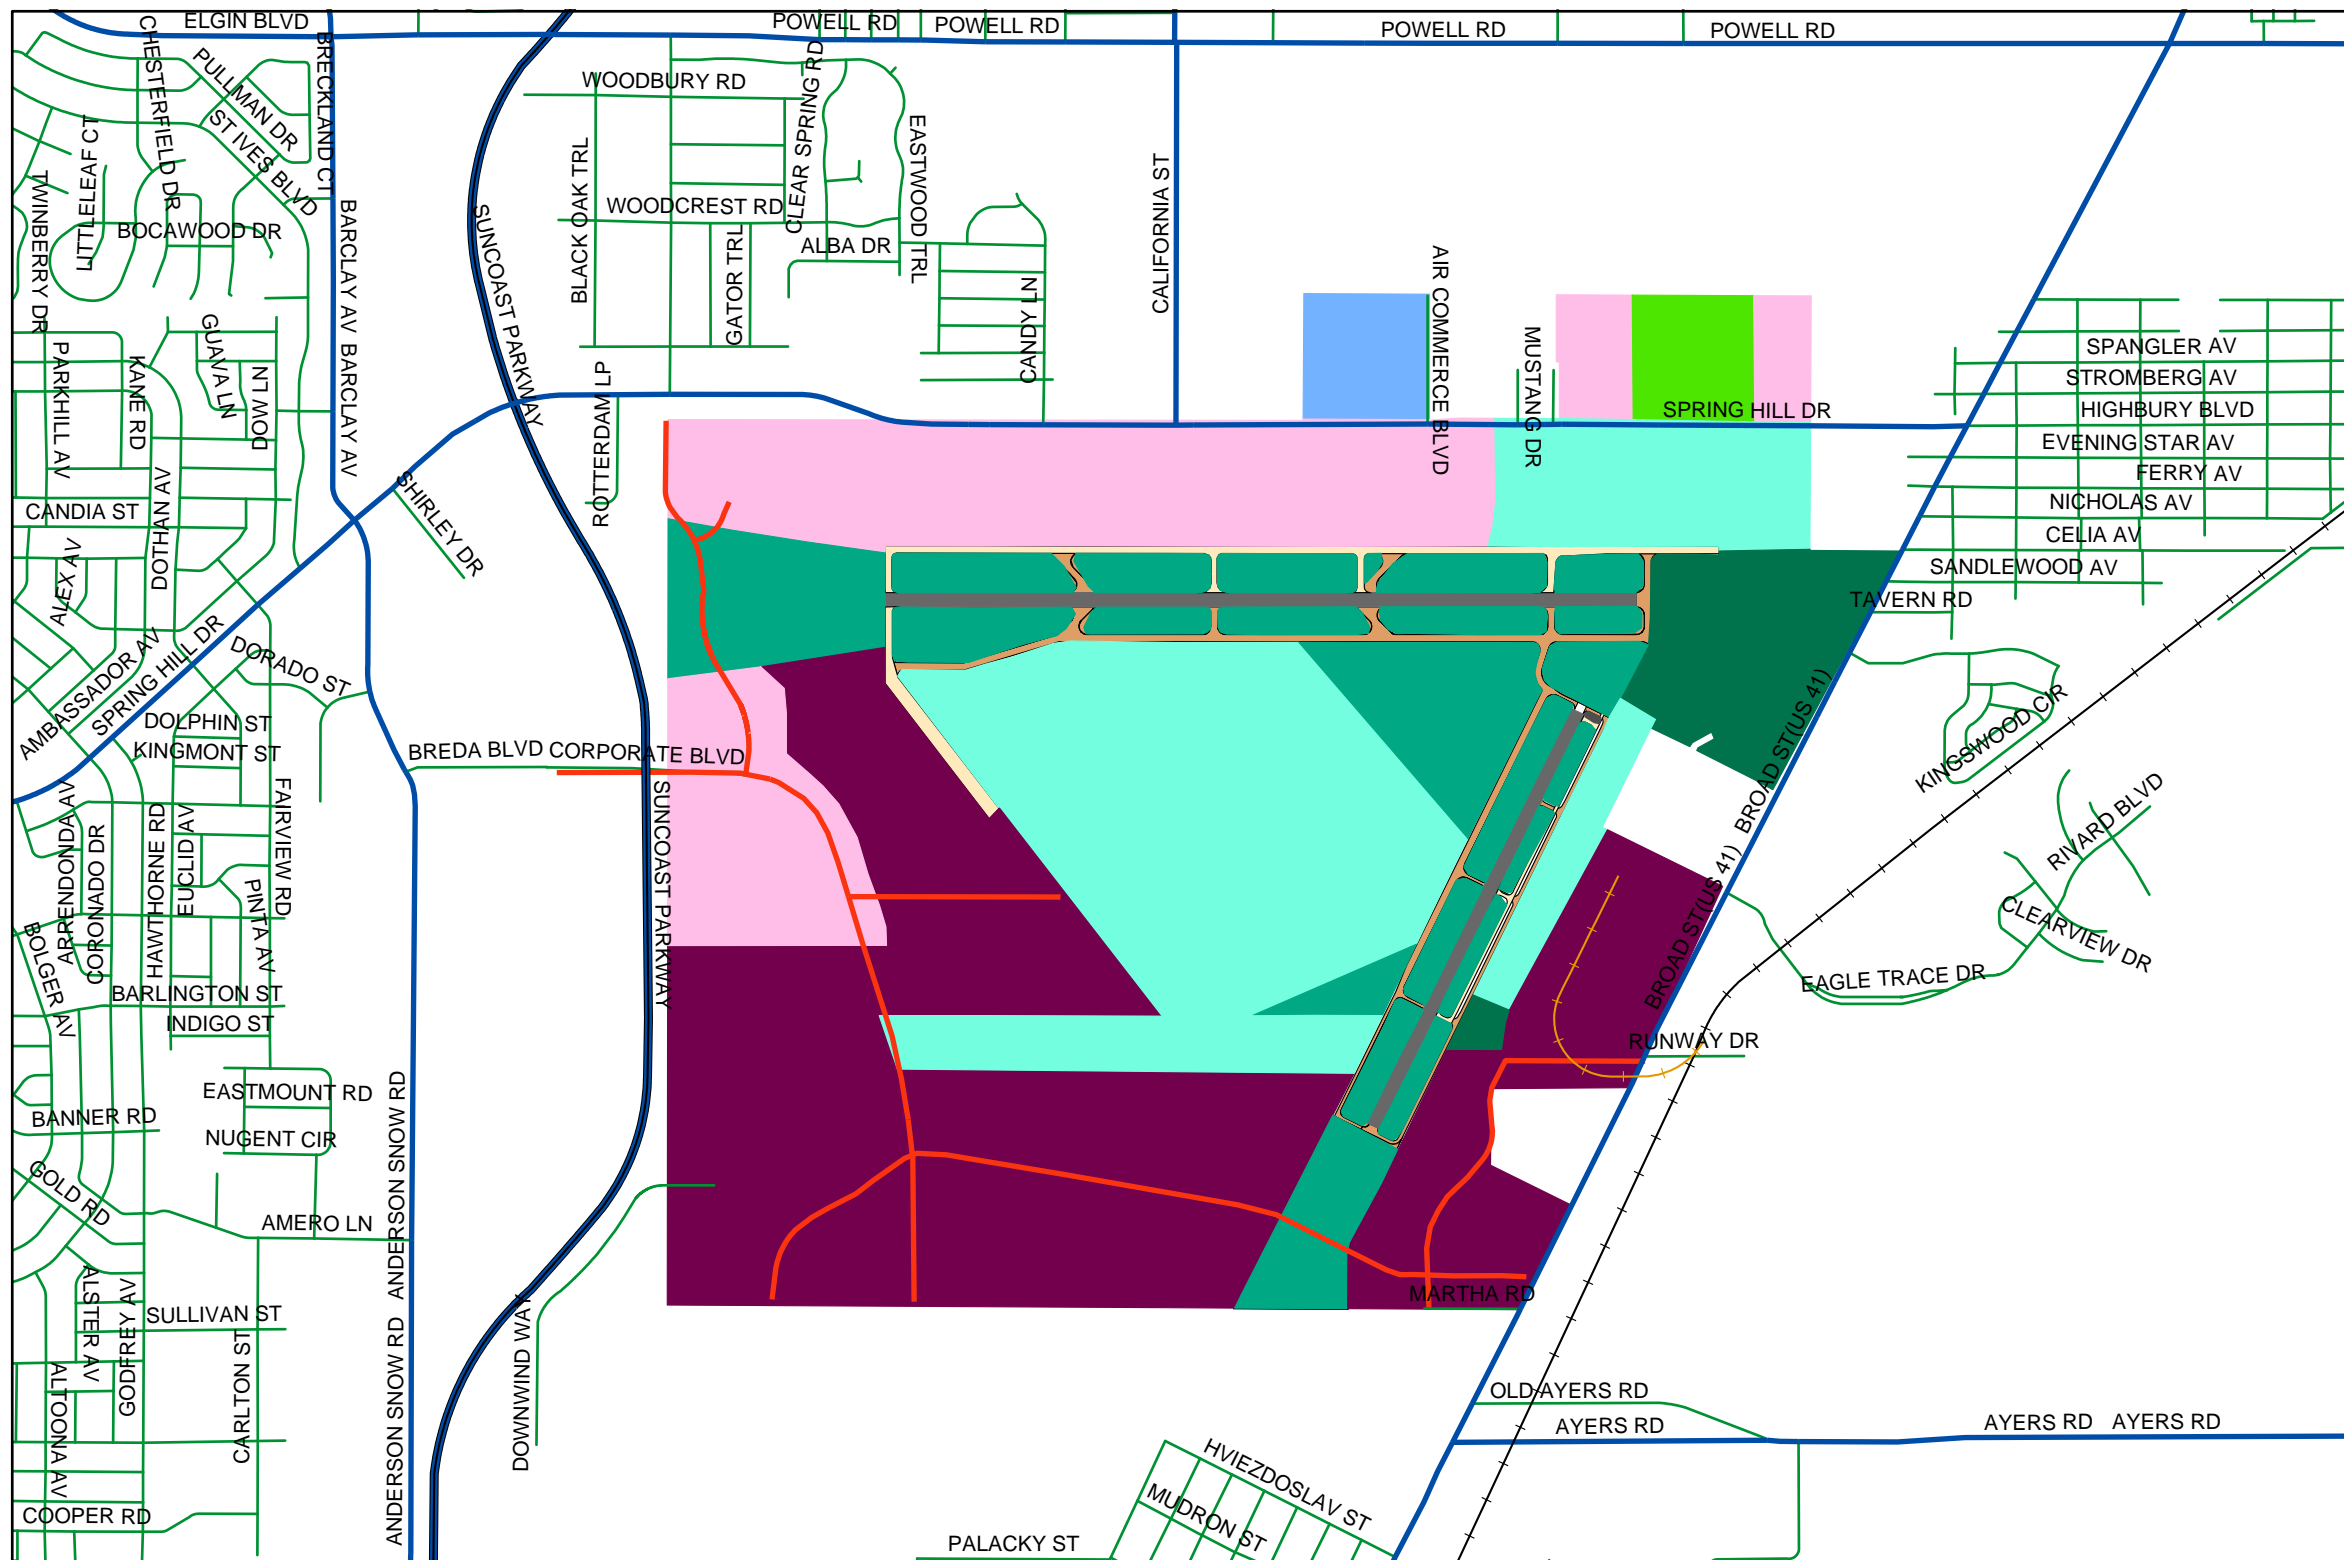 ELGIN BLVD
POWELL RD
POWELL RD
POWELL RD
POWELL RD
CHESTERFIELD DR
PULLMAN DR
BRECKLAND CT
ST IVES BLVD
LITTLELEAF CT
TWINBERRY DR
BOCAWOOD DR
WOODBURY RD
CLEAR SPRING RD
EASTWOOD TRL
BLACK OAK TRL
WOODCREST RD
ALBA DR
GATOR TRL
CANDY LN
CALIFORNIA ST
AIR COMMERCE BLVD
MUSTANG DR
BARCLAY AV
BARCLAY AV
SUNCOAST PARKWAY
ROTTERDAM LP
GUAVA LN
WOOD LN
KANE RD
PARKHILL AV
SPRING HILL DR
SPANGLER AV
STROMBERG AV
HIGHBURY BLVD
EVENING STAR AV
FERRY AV
NICHOLAS AV
CELIA AV
SANDLEWOOD AV
TAVERN RD
CANDIA ST
DOTHAN AV
SHIRLEY DR
ALEX AV
AMBASSADOR AV
SPRING HILL DR
DORADO ST
DOLPHIN ST
KINGMONT ST
BREDA BLVD
CORPORATE BLVD
BROAD ST(US 41)
KINGSWOOD CIR
RIVARD BLVD
ARRENDONDA AV
CORONADO DR
HAWTHORNE RD
EUCLID AV
FAIRVIEW RD
PINTA AV
BOLGER AV
SUNCOAST PARKWAY
BROAD ST(US 41)
CLEARVIEW DR
EAGLE TRACE DR
BARLINGTON ST
INDIGO ST
RUNWAY DR
EASTMOUNT RD
BANNER RD
NUGENT CIR
ANDERSON SNOW RD
GOLD RD
AMERO LN
ALSTER AV
GODFREY AV
SULLIVAN ST
CARLTON ST
ANDERSON SNOW RD
DOWNWIND WAY
MARTHA RD
ALTOONA AV
OLD AYERS RD
AYERS RD
AYERS RD
AYERS RD
HVIEZDOSLAV ST
MUDRON ST
COOPER RD
PALACKY ST